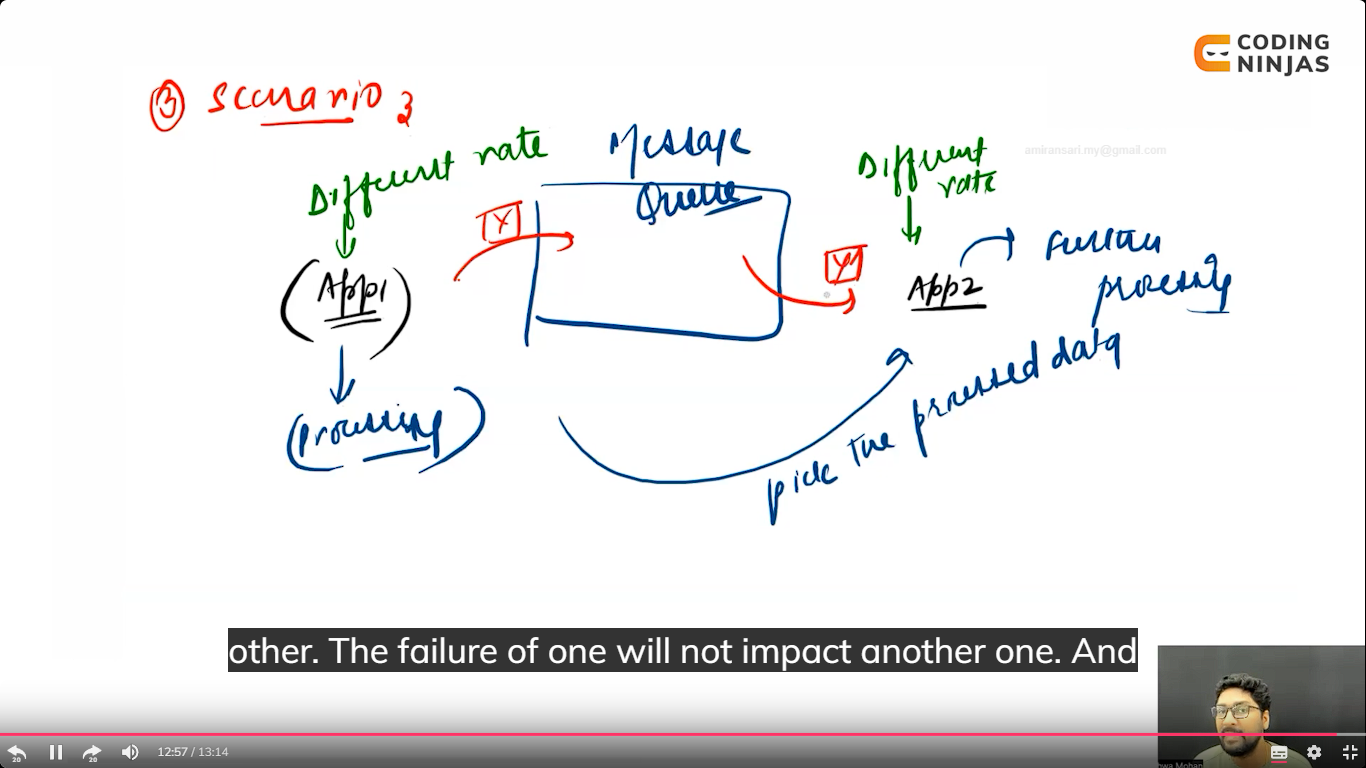 CODING
NINJAS
③ Scenario 3
amiransari.my@gmail.com
Different rate
Message
Queue
Different
rate
Y
Y
App1
App2
Further
processing
(Processing)
pick the processed data
other. The failure of one will not impact another one. And
20
20
12:57 / 13:14